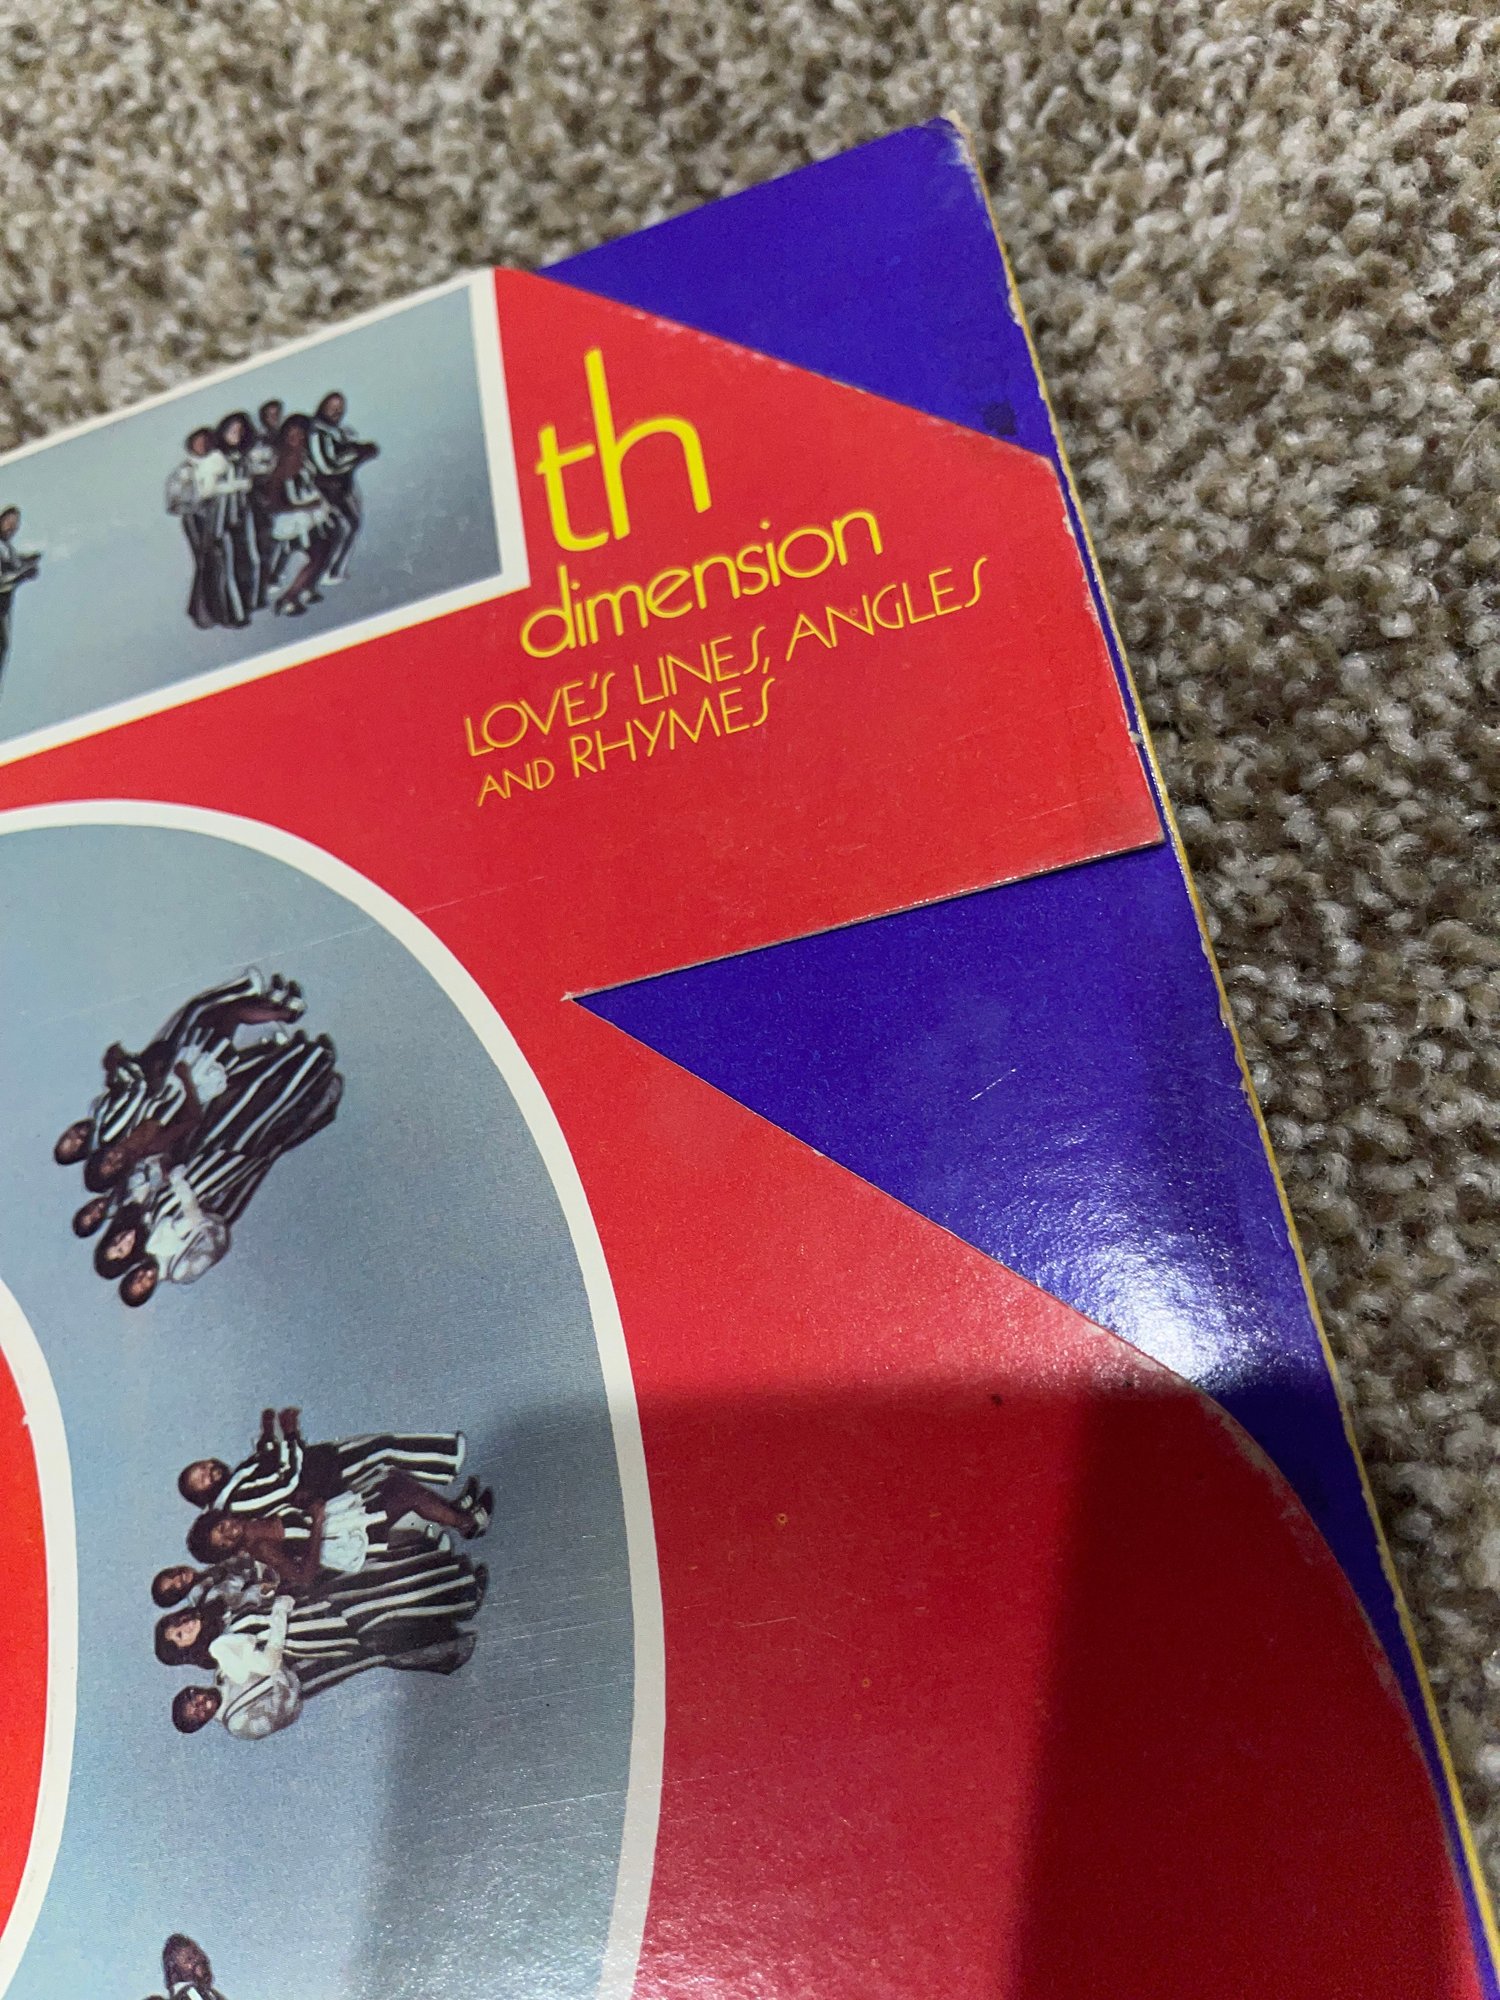 th
dimension
LOVE'S LINES, ANGLES
AND RHYMES